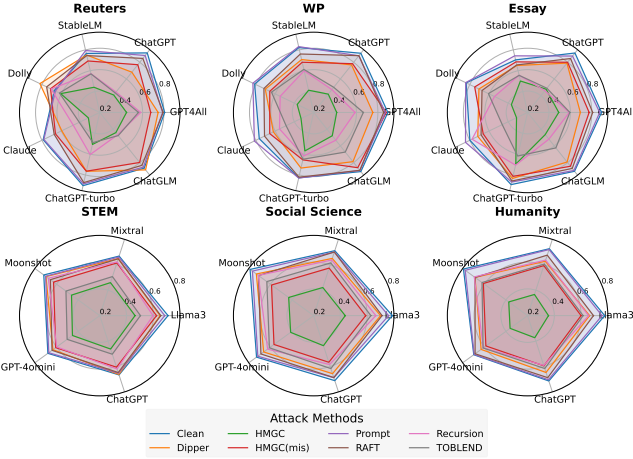 Reuters
StableLM
ChatGPT
Dolly
0.8
0.6
0.4
0.2
GPT4All
Claude
ChatGPT-turbo
ChatGLM
WP
StableLM
ChatGPT
Dolly
0.8
0.6
0.4
0.2
GPT4All
Claude
ChatGPT-turbo
ChatGLM
Essay
StableLM
ChatGPT
Dolly
0.8
0.6
0.4
0.2
GPT4All
Claude
ChatGPT-turbo
ChatGLM
STEM
Mixtral
Moonshot
0.8
0.6
0.4
0.2
Llama3
GPT-4omini
ChatGPT
Social Science
Mixtral
Moonshot
0.8
0.6
0.4
0.2
Llama3
GPT-4omini
ChatGPT
Humanity
Mixtral
Moonshot
0.8
0.6
0.4
0.2
Llama3
GPT-4omini
ChatGPT
Attack Methods
Clean HMGC Prompt Recursion
Dipper HMGC(mis) RAFT TOBLEND